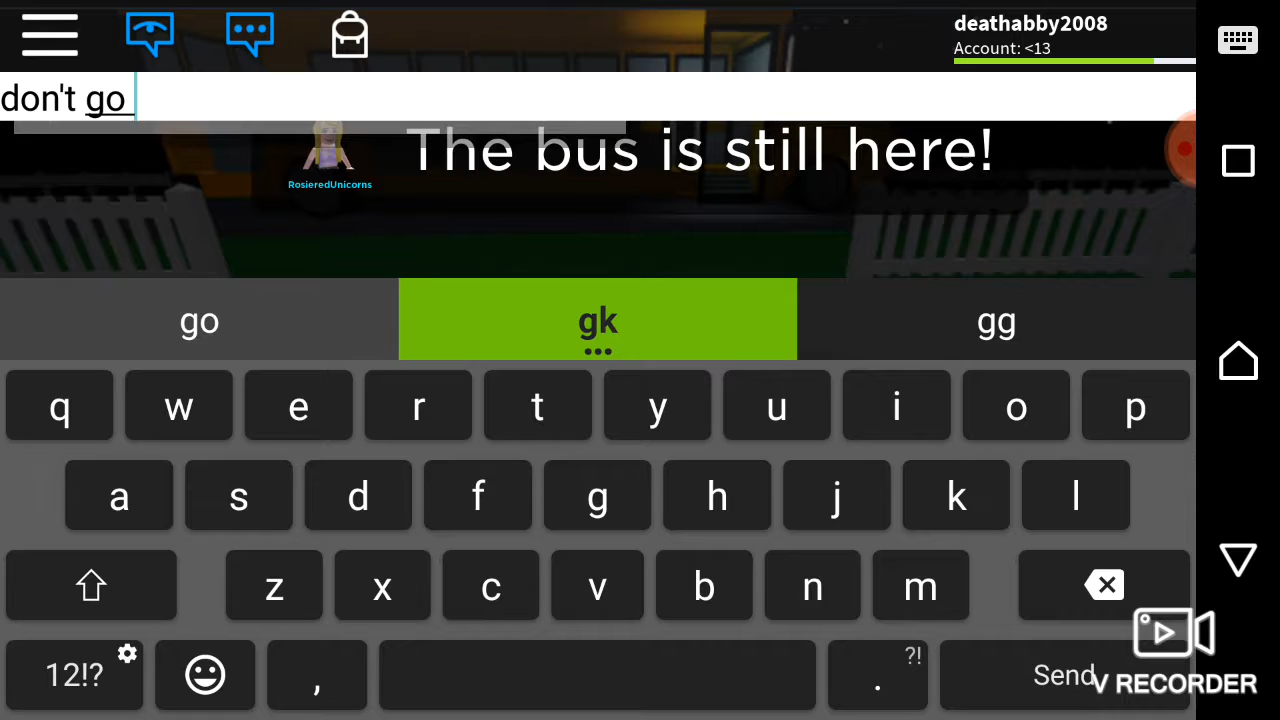 deathabby2008
Account: <13
don't go
The bus is still here!
RosieredUnicorns
go gk gg
q w e r t y u i o p
a s d f g h j k l
z x c v b n m
12!? , . ?! Send
V RECORDER